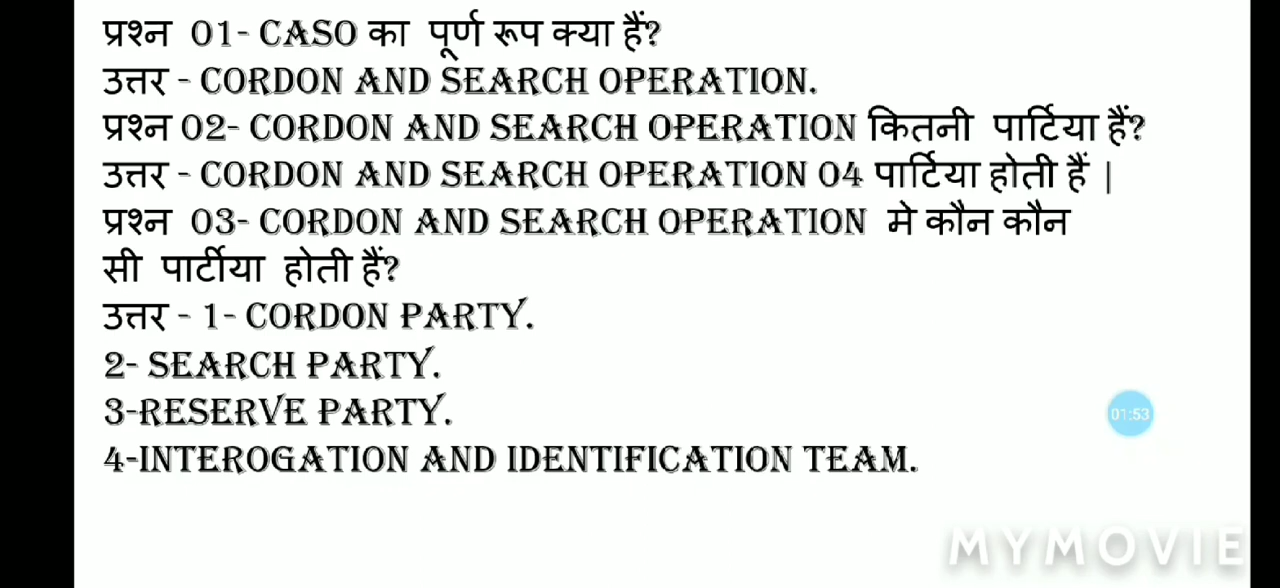 प्रश्न 01- CASO का पूर्ण रूप क्या हैं?
उत्तर - CORDON AND SEARCH OPERATION.
प्रश्न 02- CORDON AND SEARCH OPERATION कितनी पार्टिया हैं?
उत्तर - CORDON AND SEARCH OPERATION 04 पार्टिया होती हैं |
प्रश्न 03- CORDON AND SEARCH OPERATION मे कौन कौन
सी पार्टीया होती हैं?
उत्तर - 1- CORDON PARTY.
2- SEARCH PARTY.
3-RESERVE PARTY.
01:53
4-INTEROGATION AND IDENTIFICATION TEAM.
MYMOVIE